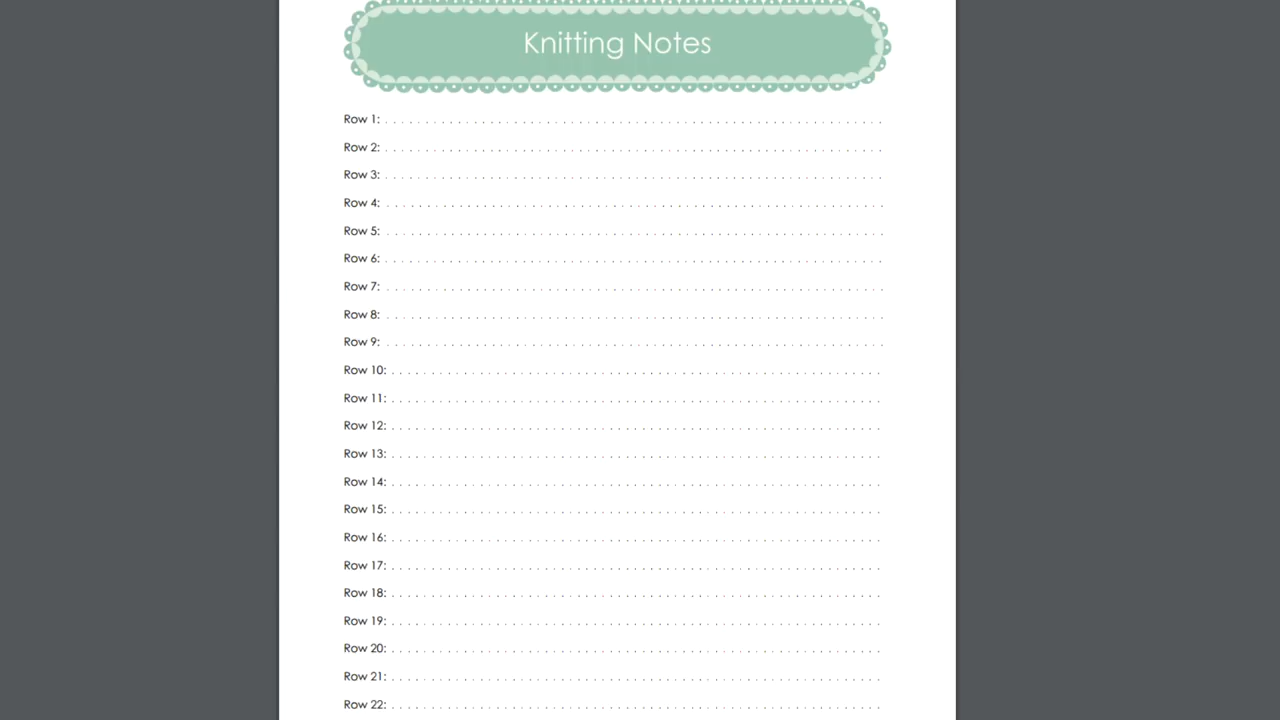 Knitting Notes
Row 1:
Row 2:
Row 3:
Row 4:
Row 5:
Row 6:
Row 7:
Row 8:
Row 9:
Row 10:
Row 11:
Row 12:
Row 13:
Row 14:
Row 15:
Row 16:
Row 17:
Row 18:
Row 19:
Row 20:
Row 21:
Row 22: